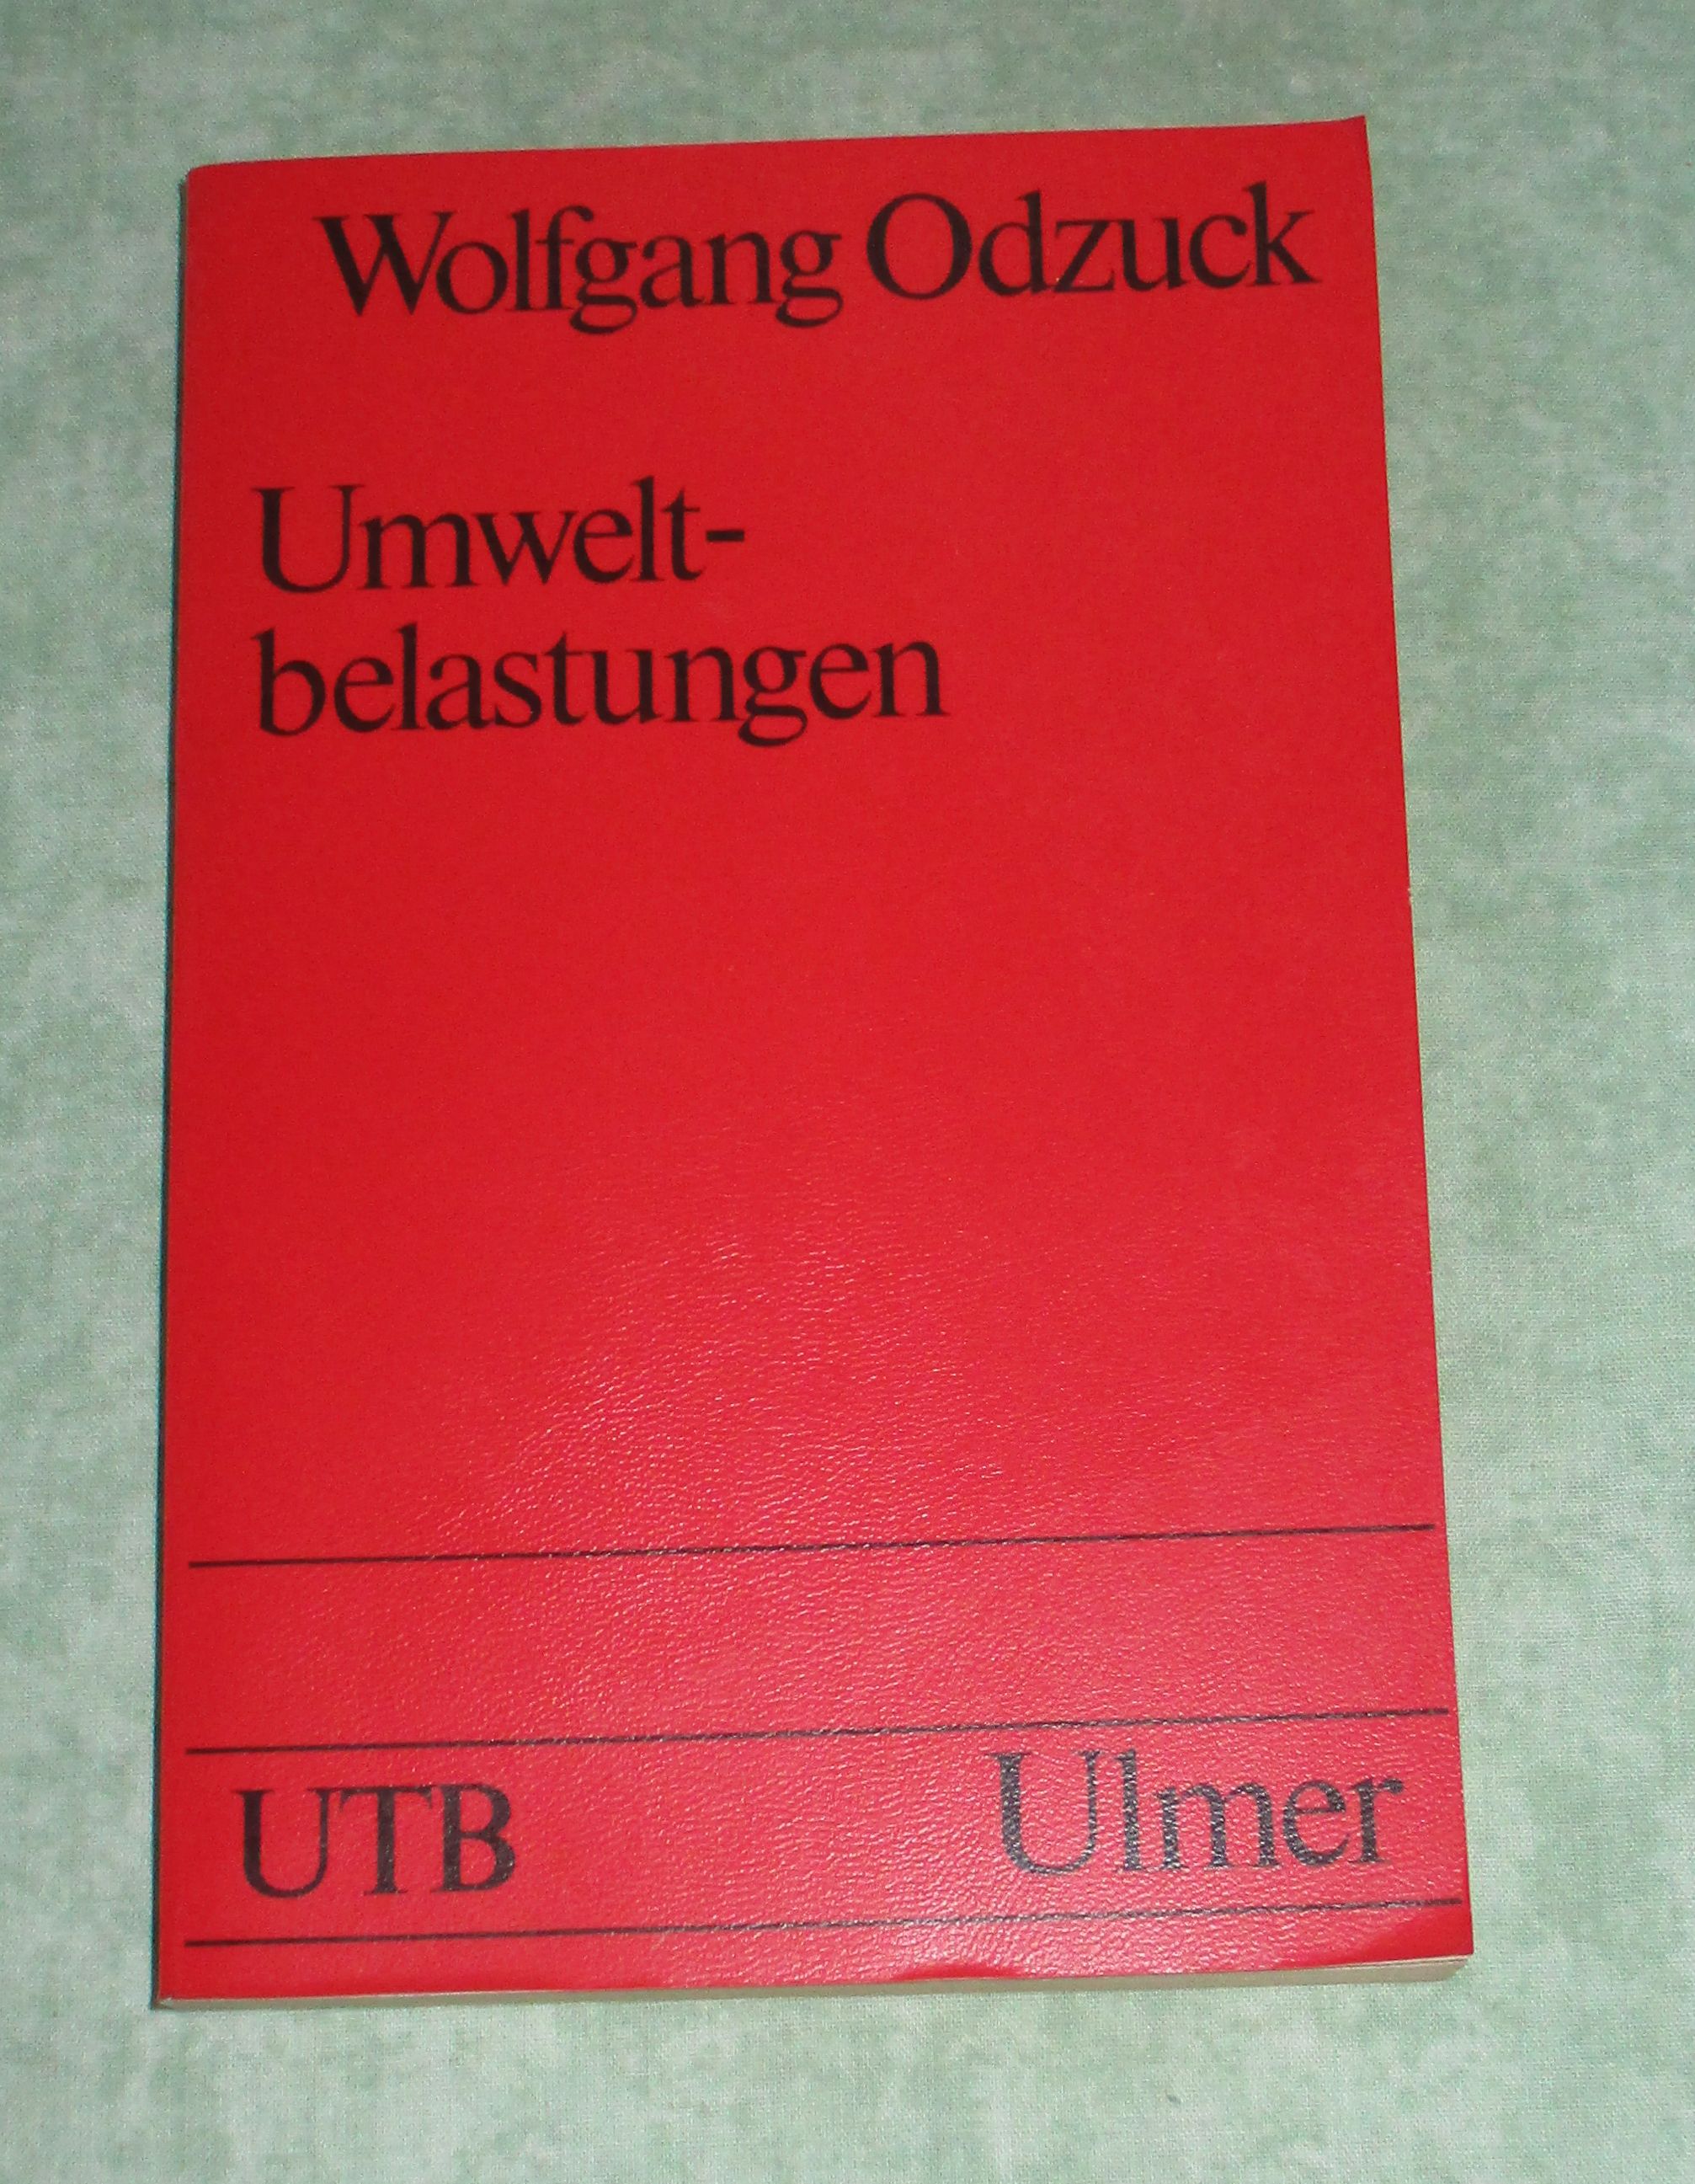 Wolfgang Odzuck
Umwelt-
belastungen
UTB Ulmer